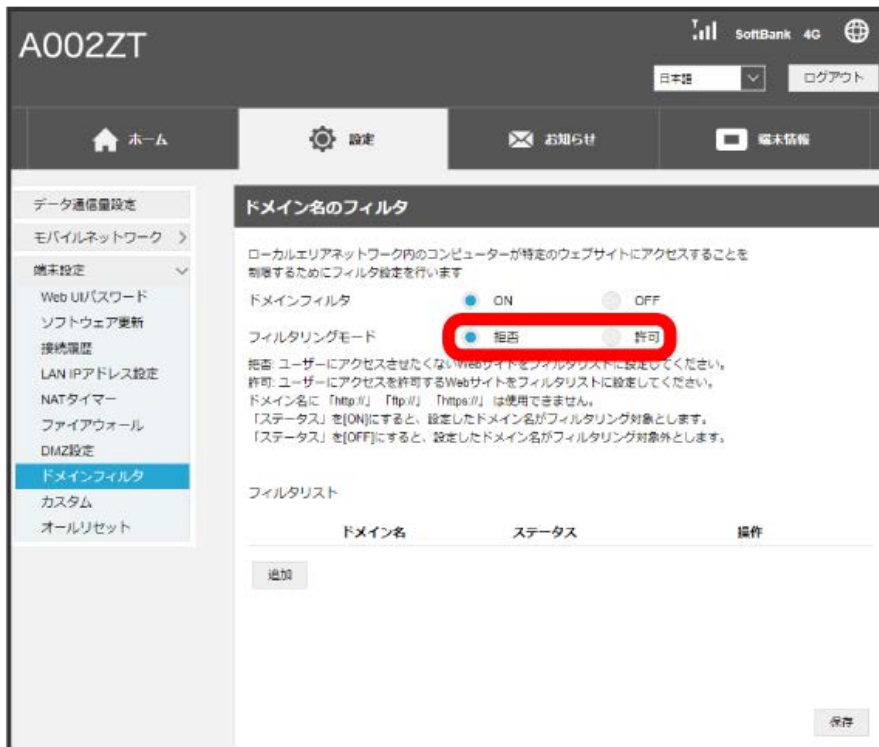 A002ZT
SoftBank 4G
日本語
ログアウト
ホーム
設定
お知らせ
端末情報
データ通信量設定
モバイルネットワーク
端末設定
Web UIパスワード
ソフトウェア更新
接続履歴
LAN IPアドレス設定
NATタイマー
ファイアウォール
DMZ設定
ドメインフィルタ
カスタム
オールリセット
ドメイン名のフィルタ
ローカルエリアネットワーク内のコンピューターが特定のウェブサイトにアクセスすることを
制限するためにフィルタ設定を行います
ドメインフィルタ ON OFF
フィルタリングモード 拒否 許可
拒否: ユーザーにアクセスさせたくないWebサイトをフィルタリストに設定してください。
許可: ユーザーにアクセスを許可するWebサイトをフィルタリストに設定してください。
ドメイン名に 「http://」 「ftp://」 「https://」 は使用できません。
「ステータス」を[ON]にすると、設定したドメイン名がフィルタリング対象とします。
「ステータス」を[OFF]にすると、設定したドメイン名がフィルタリング対象外とします。
フィルタリスト
ドメイン名 ステータス 操作
追加
保存